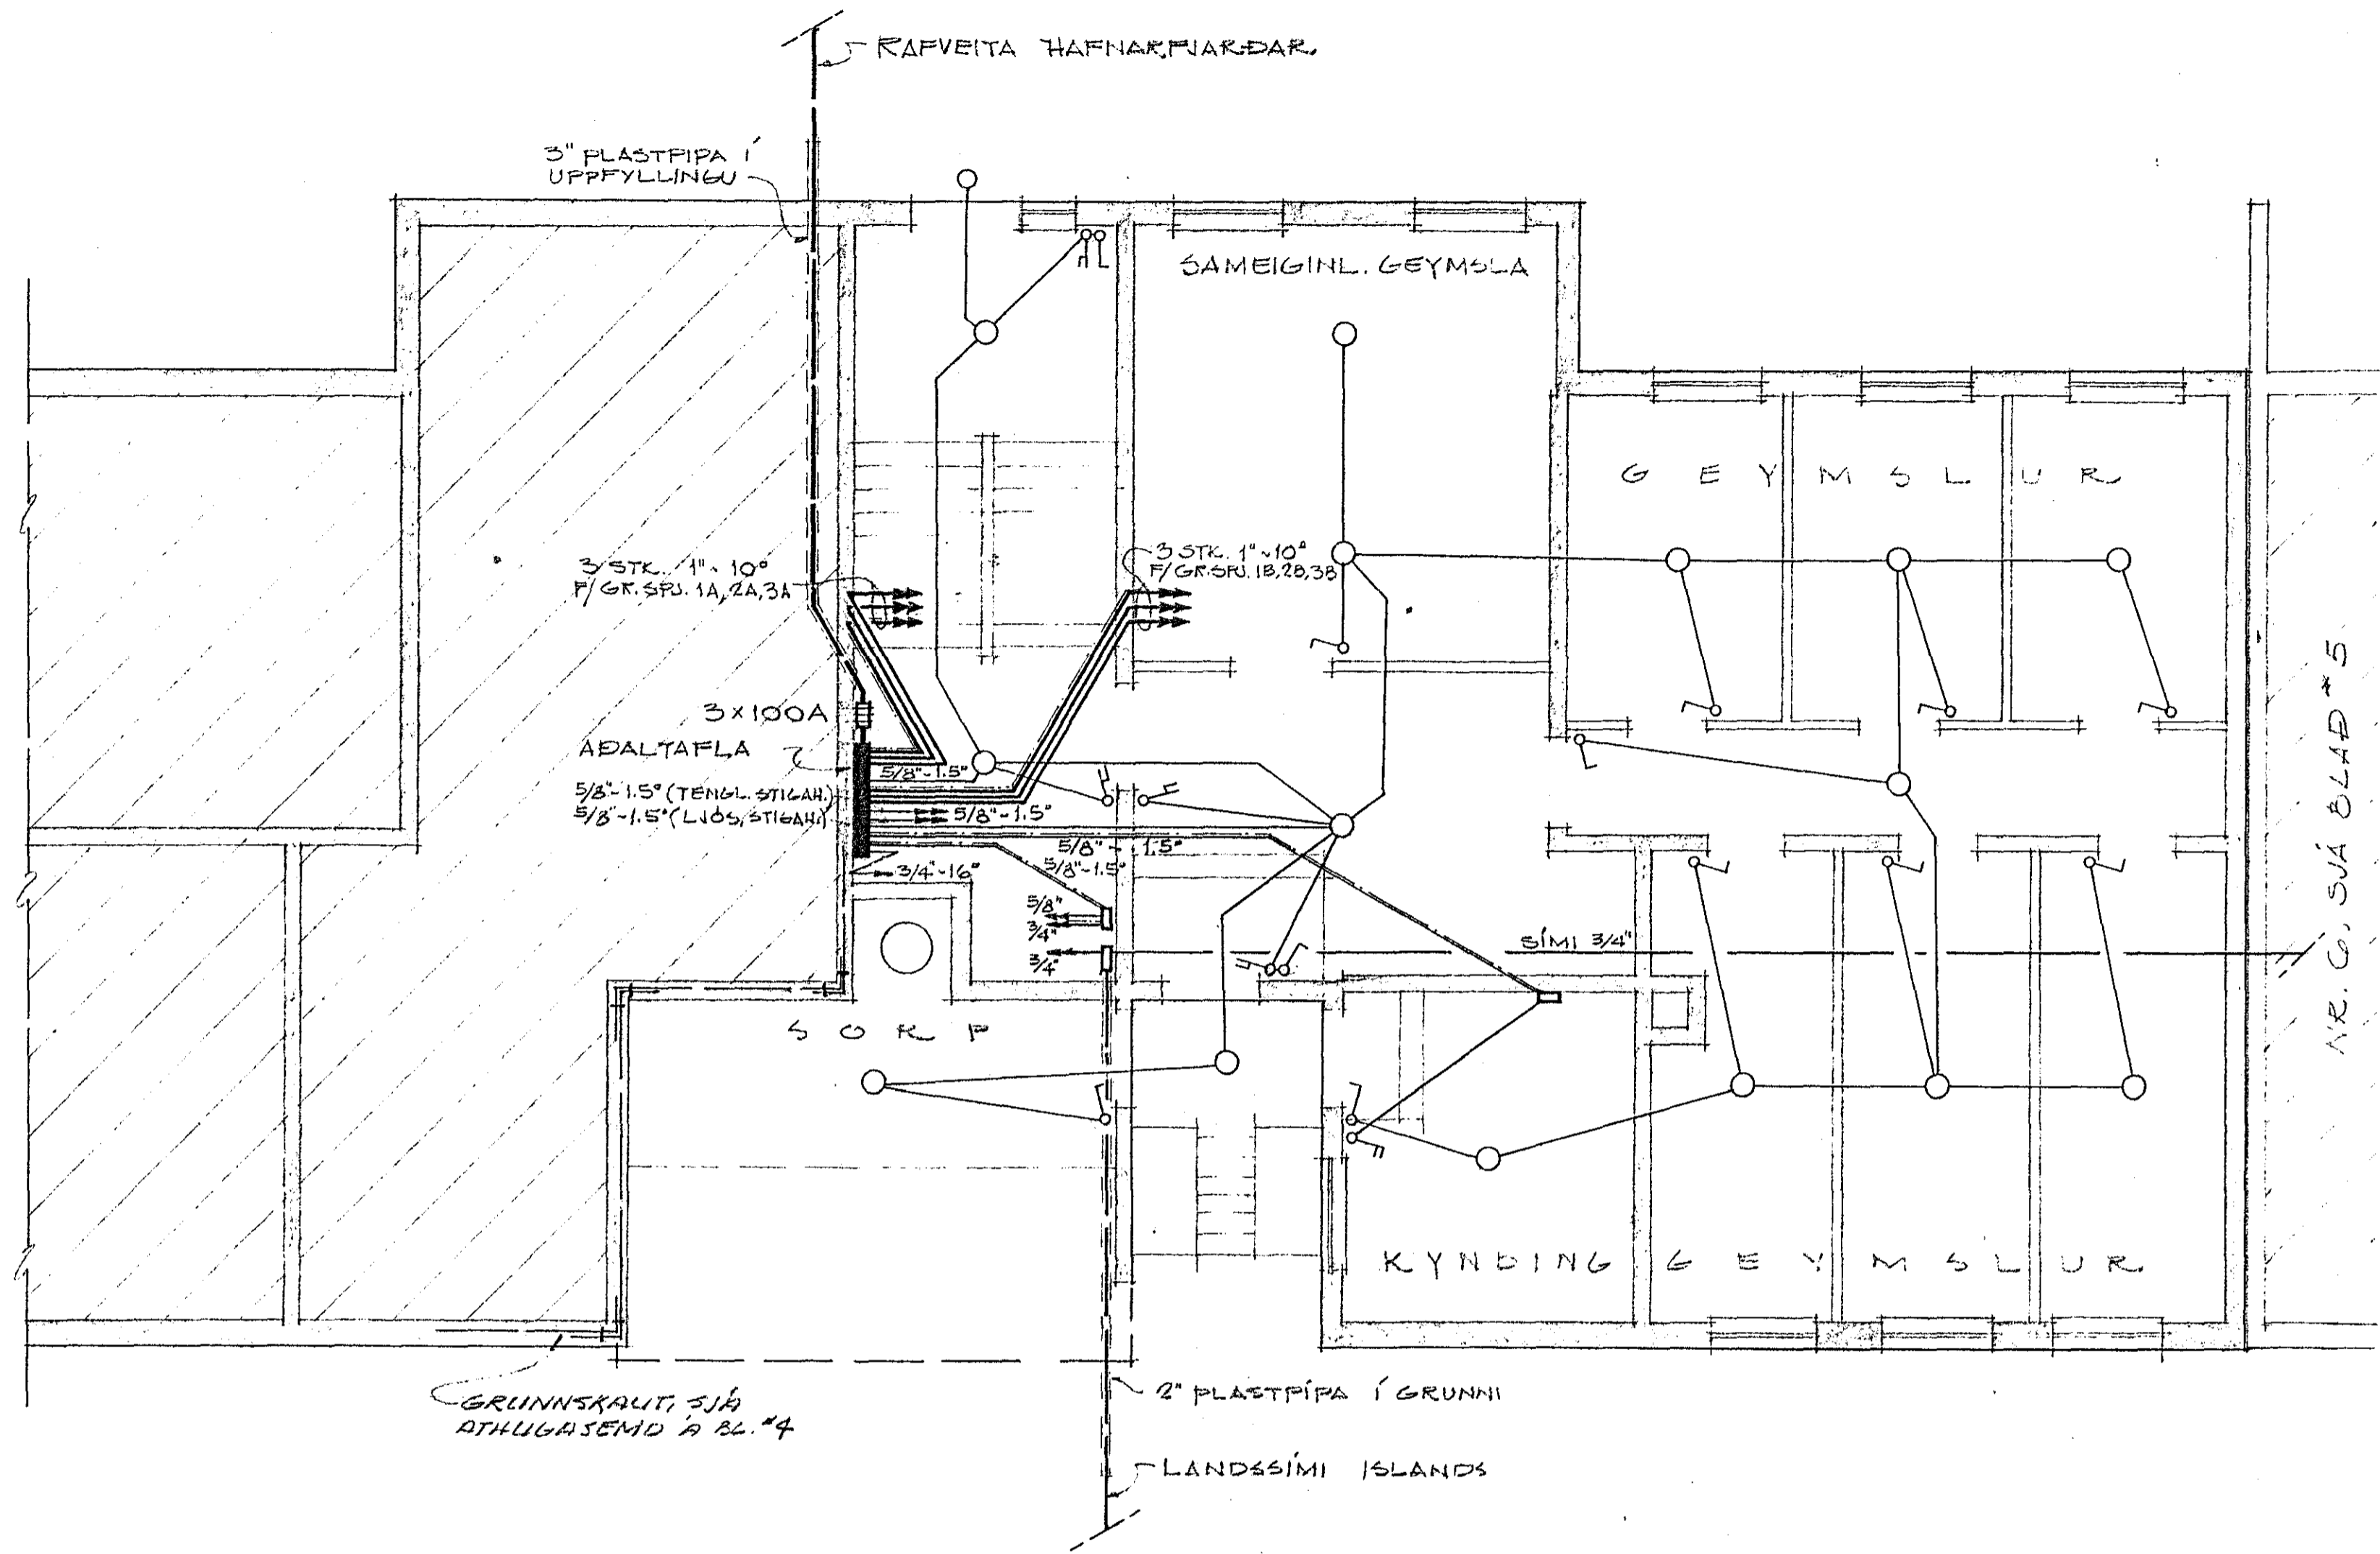 RAFVEITA HAFNARFJARÐAR
3" PLASTPIPA Í
UPPFYLLINGU
SAMEIGINL. GEYMSLA
GEYMSLUR
3 STK. 1" - 10°
F/GR.SPJ. 1A, 2A, 3A
3 STK. 1" - 10°
F/GR.SPJ. 1B, 2B, 3B
3×100A
AÐALTAFLA
5/8"-1.5°
5/8"-1.5° (TENGL. STIGAH.)
5/8"-1.5° (LJÓS, STIGAH.)
5/8"-1.5°
5/8" - 1.5°
5/8"-1.5°
3/4"-16°
5/8"
3/4"
3/4"
SÍMI 3/4"
NR. 6, SJÁ BLAÐ #5
SORP
KYNDING
GEYMSLUR
GRUNNSKAUT, SJÁ
ATHUGASEMD Á BL. #4
2" PLASTPÍPA Í GRUNNI
LANDSSÍMI ISLANDS